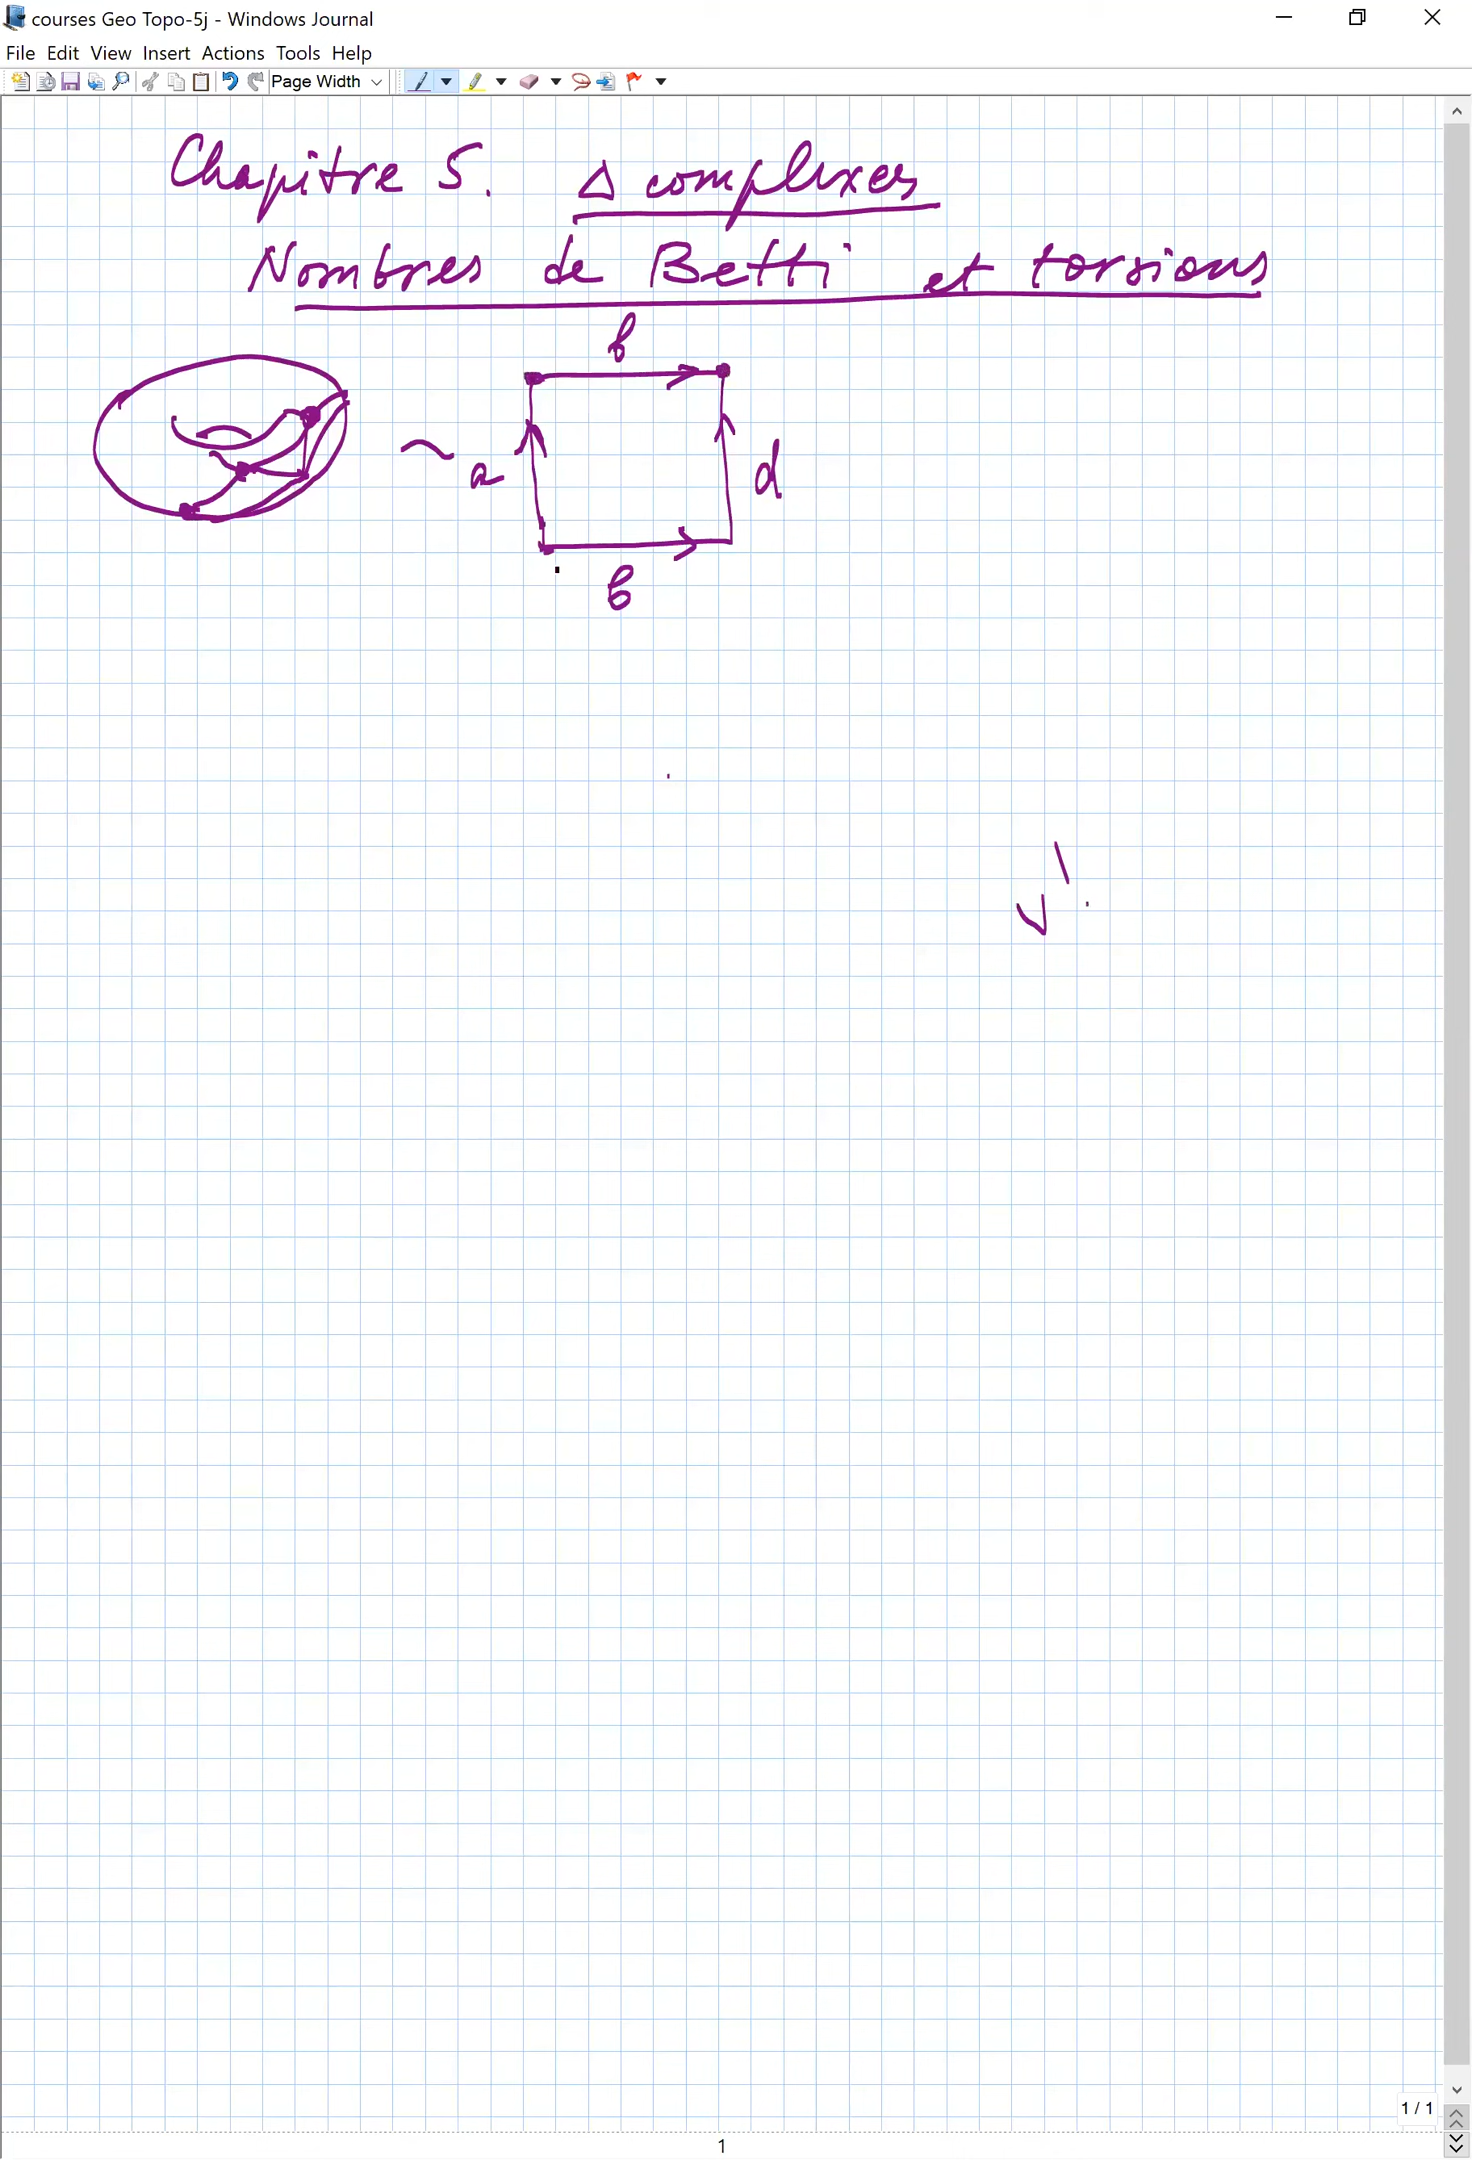 courses Geo Topo-5j - Windows Journal
File Edit View Insert Actions Tools Help
Page Width
Chapitre 5. Δ complexes
Nombres de Betti et torsions
b
~ a d
b
1 / 1
1